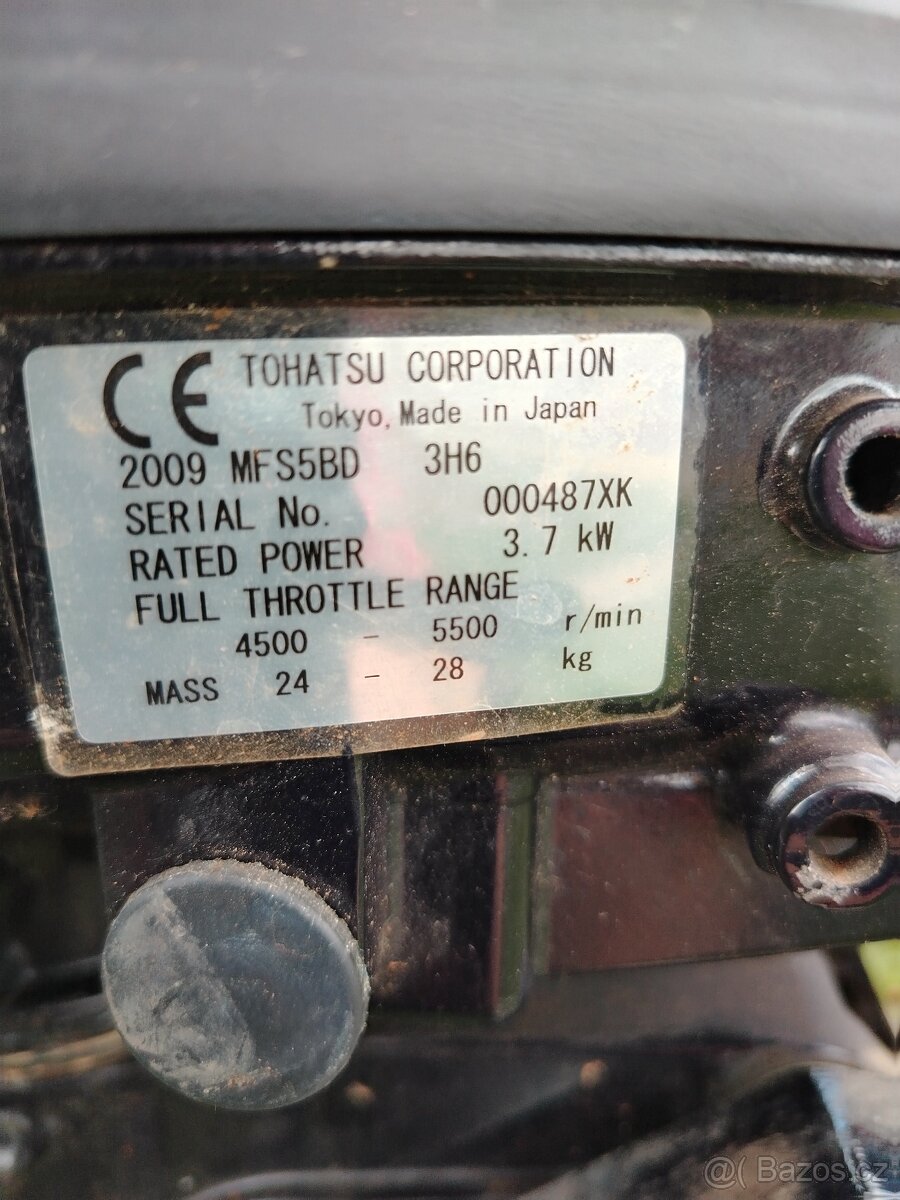 CE TOHATSU CORPORATION
Tokyo, Made in Japan
2009 MFS5BD 3H6
SERIAL No. 000487XK
RATED POWER 3.7 kW
FULL THROTTLE RANGE
4500 - 5500 r/min
MASS 24 - 28 kg
@( Bazos.cz